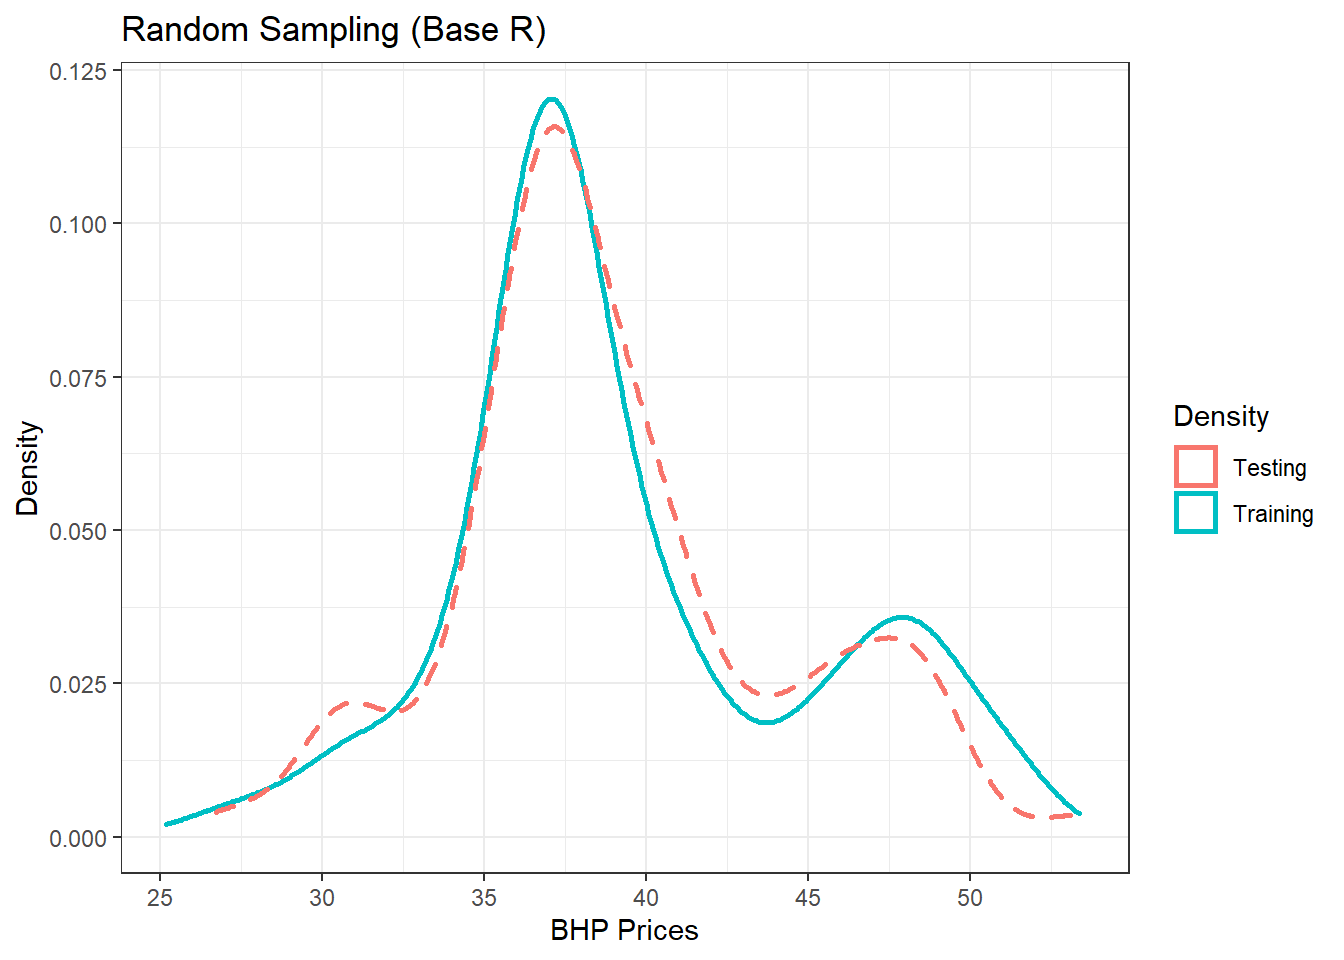 Random Sampling (Base R)
0.125
0.100
0.075
0.050
0.025
0.000
Density
25 30 35 40 45 50
BHP Prices
Density
Testing
Training